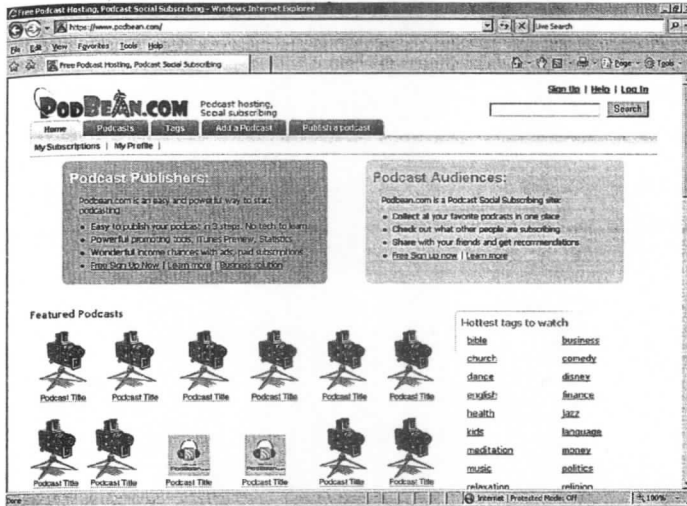 Free Podcast Hosting, Podcast Social Subscribing - Windows Internet Explorer
https://www.podbean.com/
Live Search
File Edit View Favorites Tools Help
Free Podcast Hosting, Podcast Social Subscribing
Page Tools
Sign Up | Help | Log In
PODBEAN.COM
Podcast hosting,
Social subscribing
Search
Home Podcasts Tags Add a Podcast Publish a podcast
My Subscriptions | My Profile |
Podcast Publishers:
Podbean.com is an easy and powerful way to start
podcasting.
Easy to publish your podcast in 3 steps. No tech to learn
Powerful promoting tools, iTunes Preview, Statistics
Wonderful income chances with ads, paid subscriptions
Free Sign Up Now | Learn more | Business solution
Podcast Audiences:
Podbean.com is a Podcast Social Subscribing site:
Collect all your favorite podcasts in one place
Check out what other people are subscribing
Share with your friends and get recommendations
Free Sign up now | Learn more
Featured Podcasts
Podcast Title Podcast Title Podcast Title Podcast Title Podcast Title Podcast Title
Podcast Title Podcast Title Podcast Title Podcast Title Podcast Title Podcast Title
Hottest tags to watch
bible business
church comedy
dance disney
english finance
health jazz
kids language
meditation money
music politics
relaxation religion
Done
Internet | Protected Mode: Off
100%